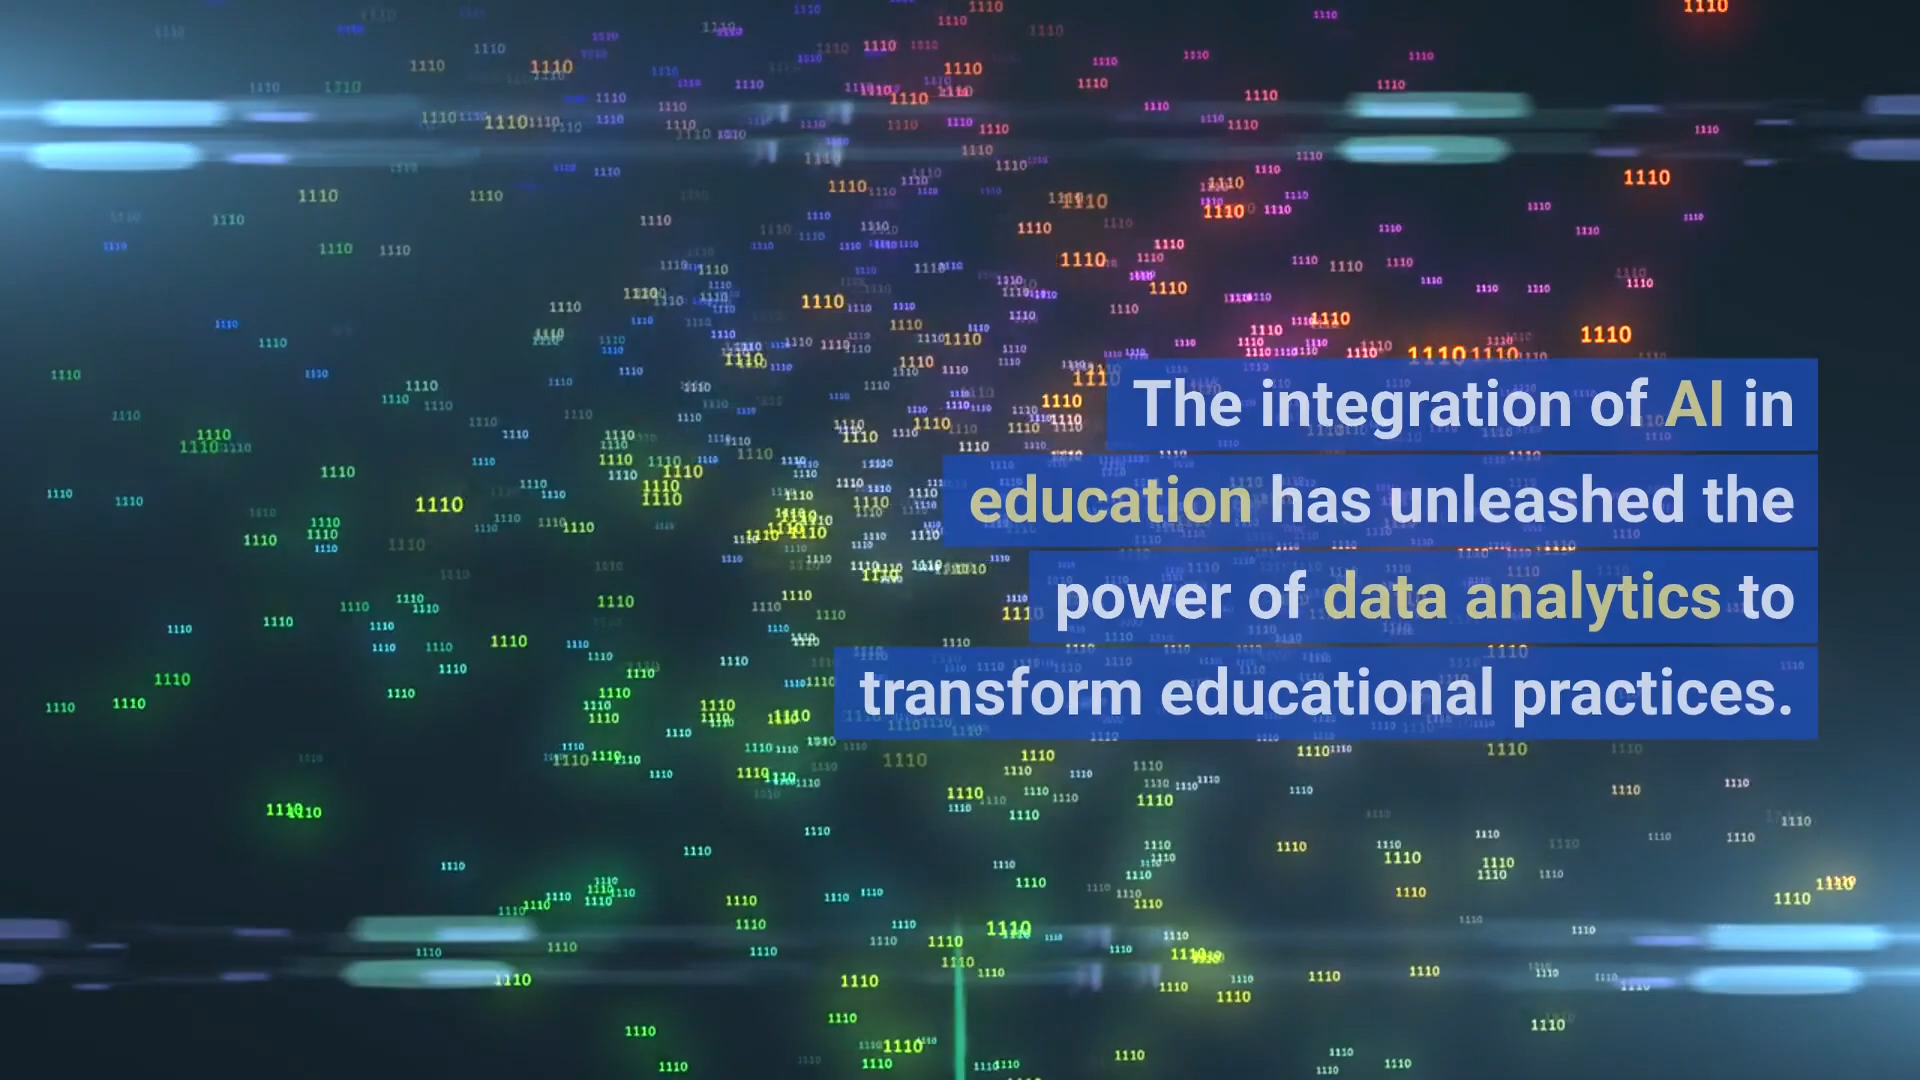 The integration of AI in
education has unleashed the
power of data analytics to
transform educational practices.